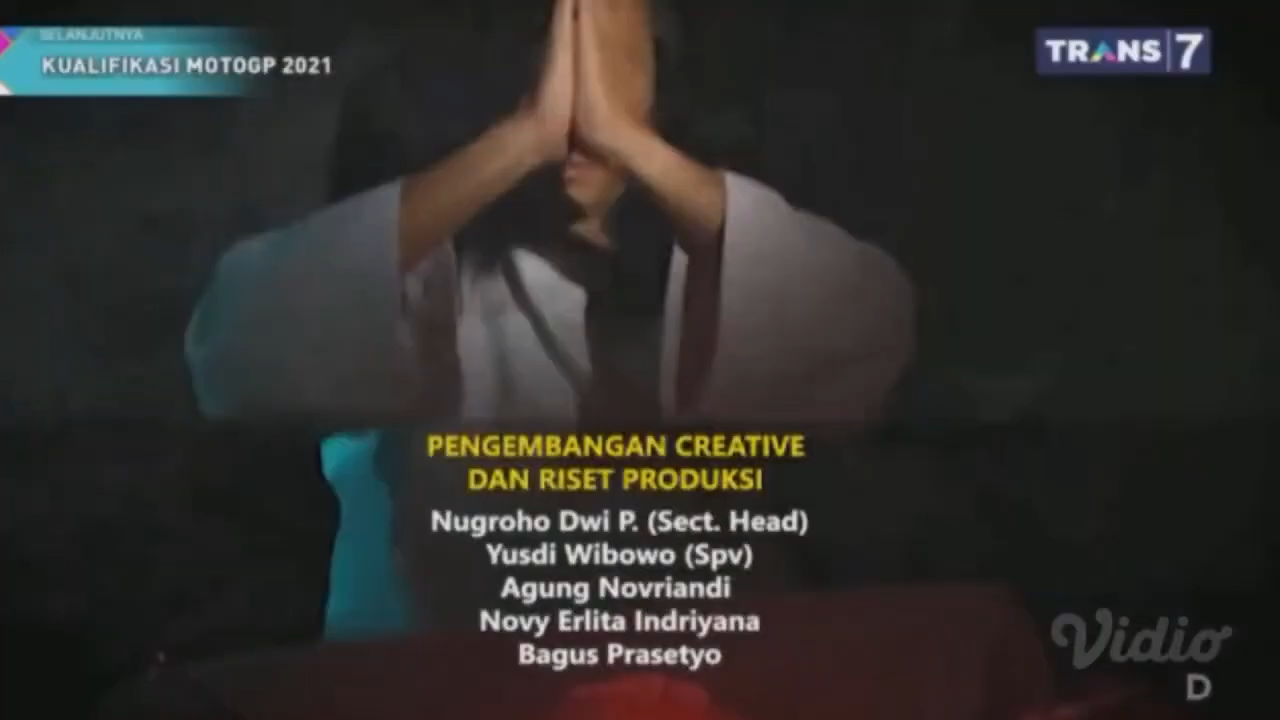 SELANJUTNYA
KUALIFIKASI MOTOGP 2021
TRANS 7
PENGEMBANGAN CREATIVE
DAN RISET PRODUKSI
Nugroho Dwi P. (Sect. Head)
Yusdi Wibowo (Spv)
Agung Novriandi
Novy Erlita Indriyana
Bagus Prasetyo
Vidio
D